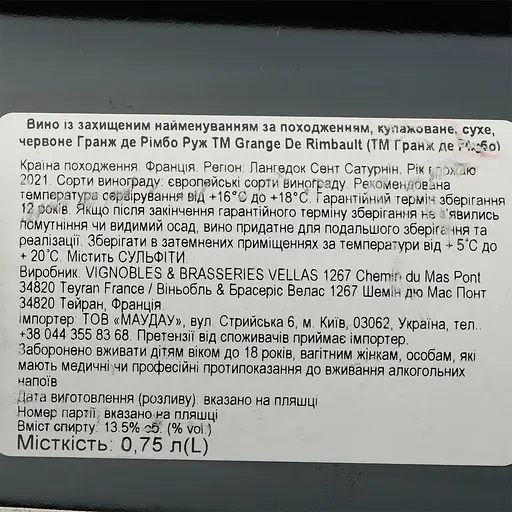 Вино із захищеним найменуванням за походженням, купажоване, сухе,
червоне Гранж де Рімбо Руж ТМ Grange De Rimbault (ТМ Гранж де Рімбо)
Країна походження: Франція. Регіон: Лангедок Сент Сатурнін. Рік врожаю
2021. Сорти винограду: європейські сорти винограду. Рекомендована
температура сервірування від +16°C до +18°C. Гарантійний термін зберігання
12 років. Якщо після закінчення гарантійного терміну зберігання не з'явились
помутніння чи видимий осад, вино придатне для подальшого зберігання та
реалізації. Зберігати в затемнених приміщеннях за температури від + 5°C до
+ 20°C. Містить СУЛЬФІТИ.
Виробник: VIGNOBLES & BRASSERIES VELLAS 1267 Chemin du Mas Pont
34820 Teyran France / Віньобль & Брасеріс Велас 1267 Шемін дю Мас Понт
34820 Тейран, Франція.
Імпортер: ТОВ «МАУДАУ», вул. Стрийська 6, м. Київ, 03062, Україна, тел.:
+38 044 355 83 68. Претензії від споживачів приймає імпортер.
Заборонено вживати дітям віком до 18 років, вагітним жінкам, особам, які
мають медичні чи професійні протипоказання до вживання алкогольних
напоїв
Дата виготовлення (розливу): вказано на пляшці
Номер партії: вказано на пляшці
Вміст спирту: 13.5% об. (% vol.)
Місткість: 0,75 л(L)